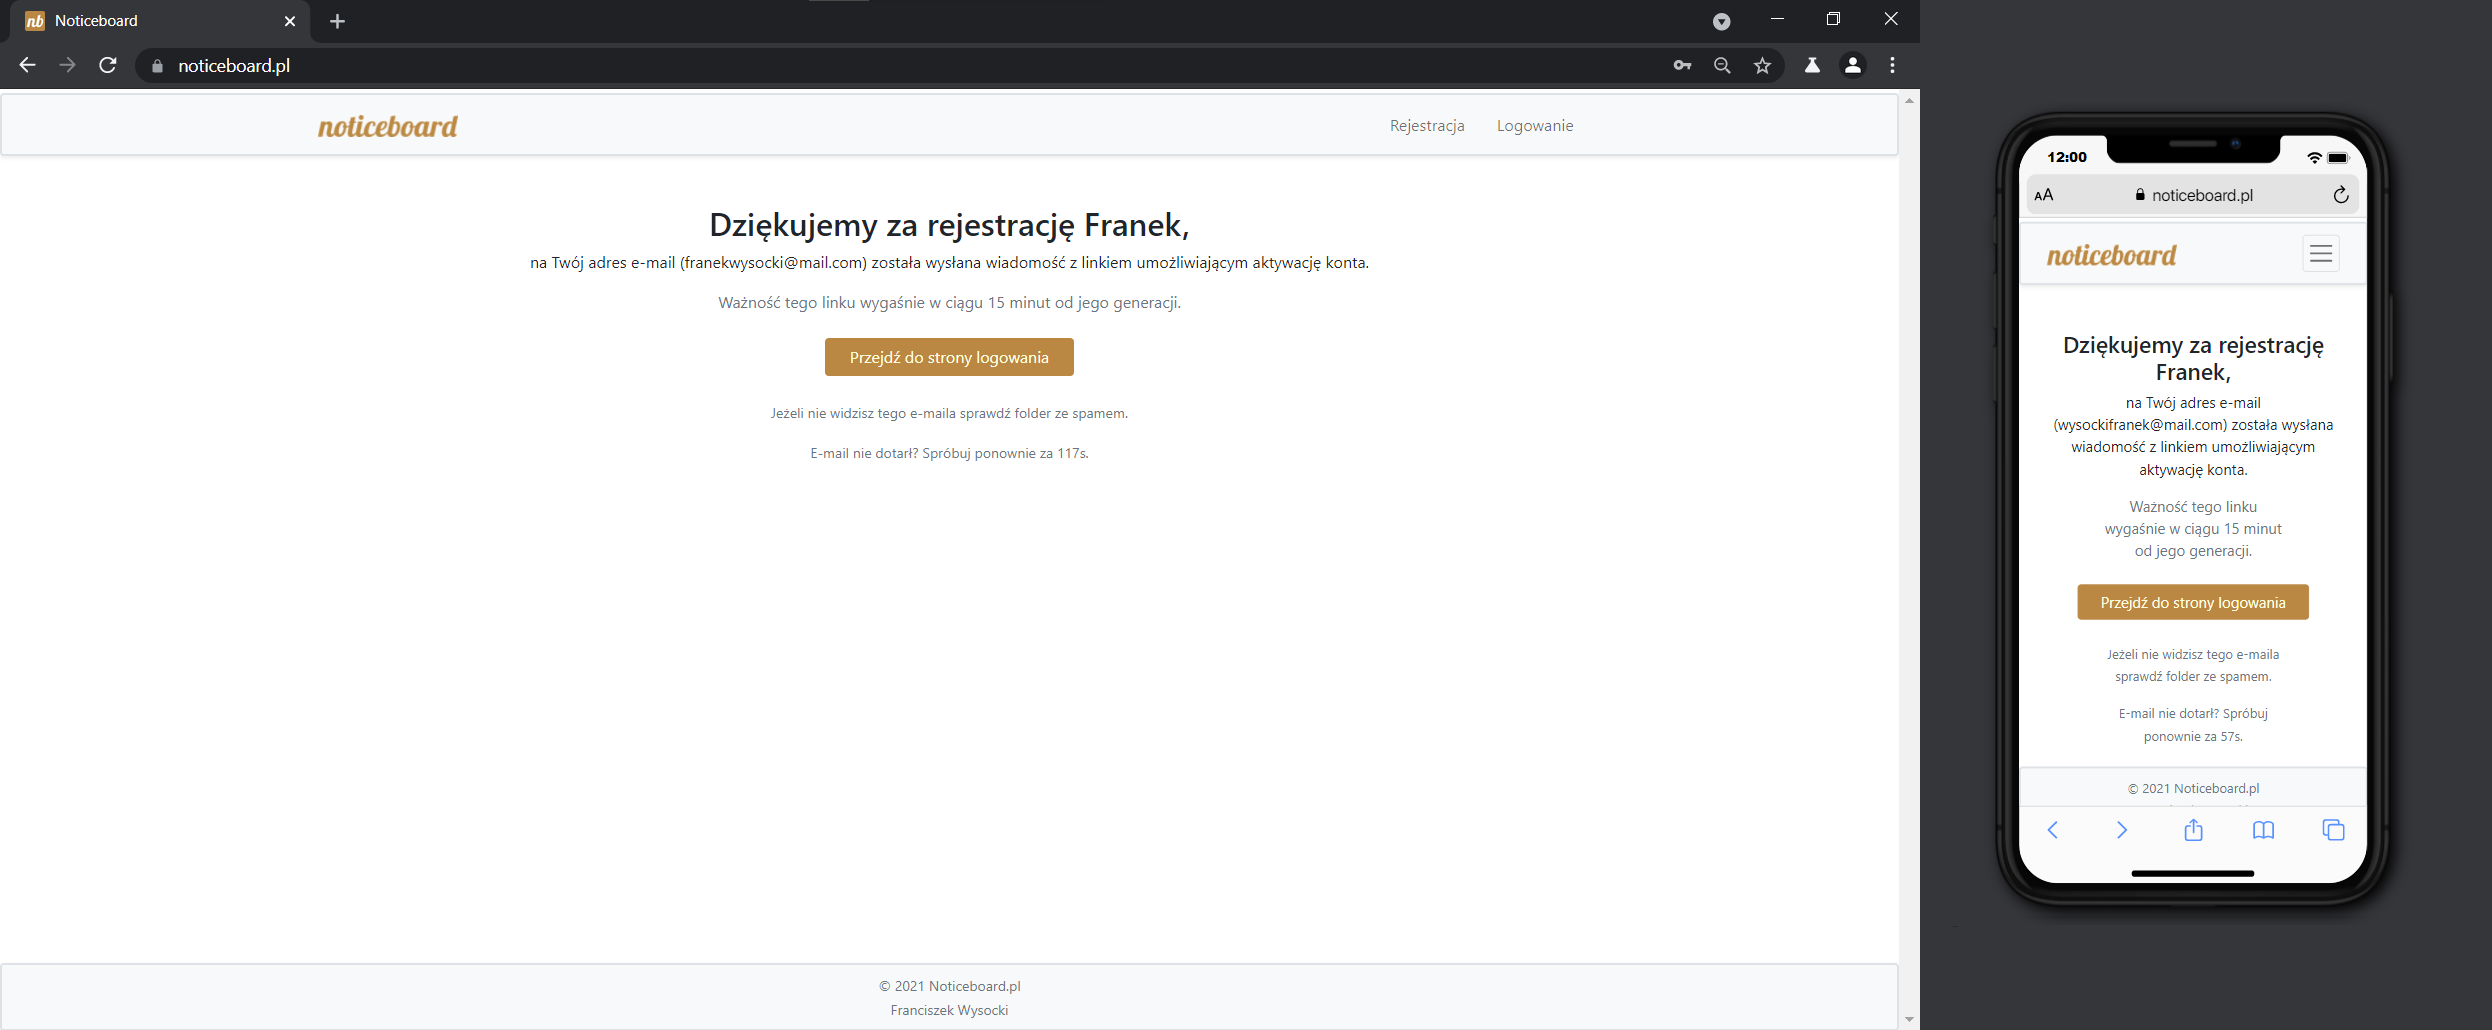 nb Noticeboard
noticeboard.pl
noticeboard
Rejestracja
Logowanie
Dziękujemy za rejestrację Franek,
na Twój adres e-mail (franekwysocki@mail.com) została wysłana wiadomość z linkiem umożliwiającym aktywację konta.
Ważność tego linku wygaśnie w ciągu 15 minut od jego generacji.
Przejdź do strony logowania
Jeżeli nie widzisz tego e-maila sprawdź folder ze spamem.
E-mail nie dotarł? Spróbuj ponownie za 117s.
© 2021 Noticeboard.pl
Franciszek Wysocki
12:00
AA noticeboard.pl
noticeboard
Dziękujemy za rejestrację
Franek,
na Twój adres e-mail
(wysockifranek@mail.com) została wysłana
wiadomość z linkiem umożliwiającym
aktywację konta.
Ważność tego linku
wygaśnie w ciągu 15 minut
od jego generacji.
Przejdź do strony logowania
Jeżeli nie widzisz tego e-maila
sprawdź folder ze spamem.
E-mail nie dotarł? Spróbuj
ponownie za 57s.
© 2021 Noticeboard.pl